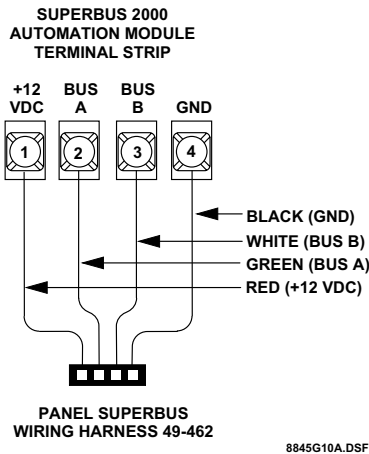 SUPERBUS 2000
AUTOMATION MODULE
TERMINAL STRIP
+12 VDC
BUS A
BUS B
GND
1 2 3 4
BLACK (GND)
WHITE (BUS B)
GREEN (BUS A)
RED (+12 VDC)
PANEL SUPERBUS
WIRING HARNESS 49-462
8845G10A.DSF